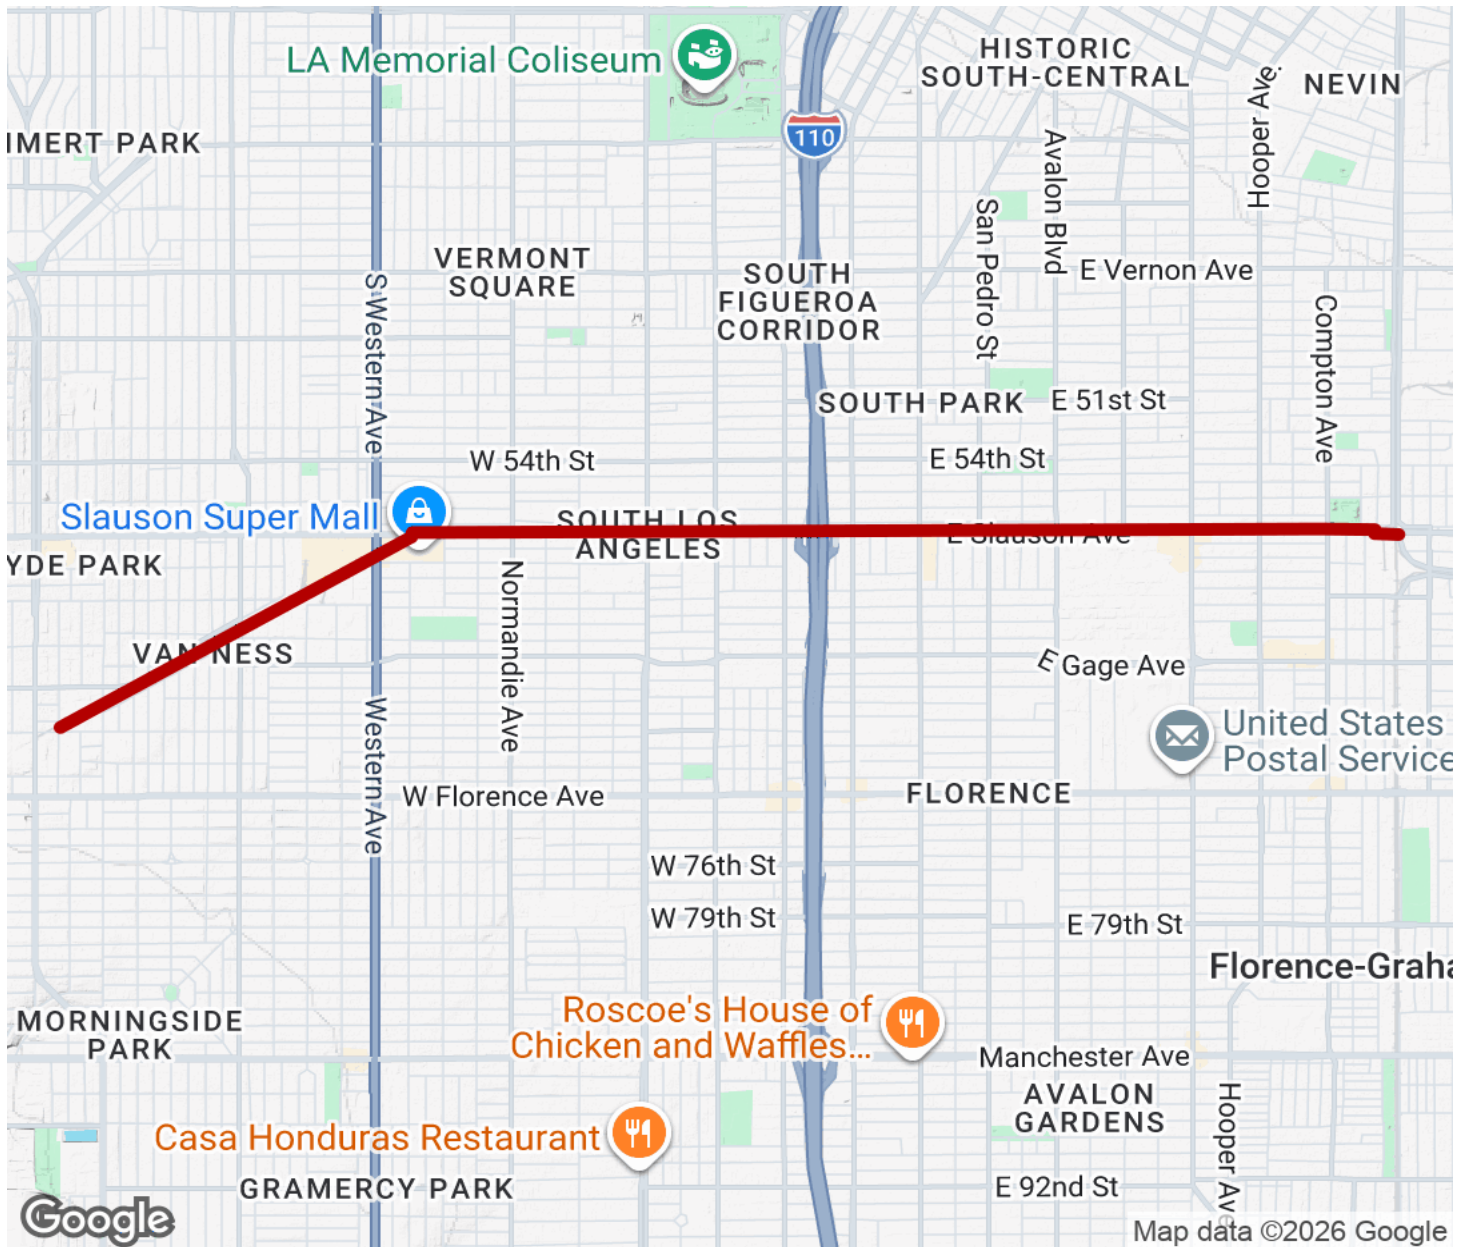 LA Memorial Coliseum
HISTORIC
SOUTH-CENTRAL
NEVIN
Hooper Ave.
110
IMERT PARK
Avalon Blvd
San Pedro St
VERMONT
SQUARE
SOUTH
FIGUEROA
CORRIDOR
E Vernon Ave
S Western Ave
Compton Ave
SOUTH PARK
E 51st St
W 54th St
E 54th St
Slauson Super Mall
SOUTH LOS
ANGELES
E Slauson Ave
YDE PARK
Normandie Ave
VAN NESS
E Gage Ave
Western Ave
United States
Postal Service
W Florence Ave
FLORENCE
W 76th St
W 79th St
E 79th St
Florence-Graha
MORNINGSIDE
PARK
Roscoe's House of
Chicken and Waffles...
Manchester Ave
AVALON
GARDENS
Hooper Ave
Casa Honduras Restaurant
GRAMERCY PARK
E 92nd St
Google
Map data ©2026 Google